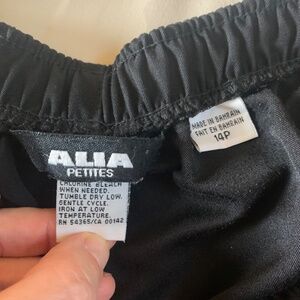 ALIA
PETITES
CHLORINE BLEACH
WHEN NEEDED.
TUMBLE DRY LOW.
GENTLE CYCLE.
IRON AT LOW
TEMPERATURE.
RN 54365/CA 00142
MADE IN BAHRAIN
FAIT EN BAHRAIN
14P